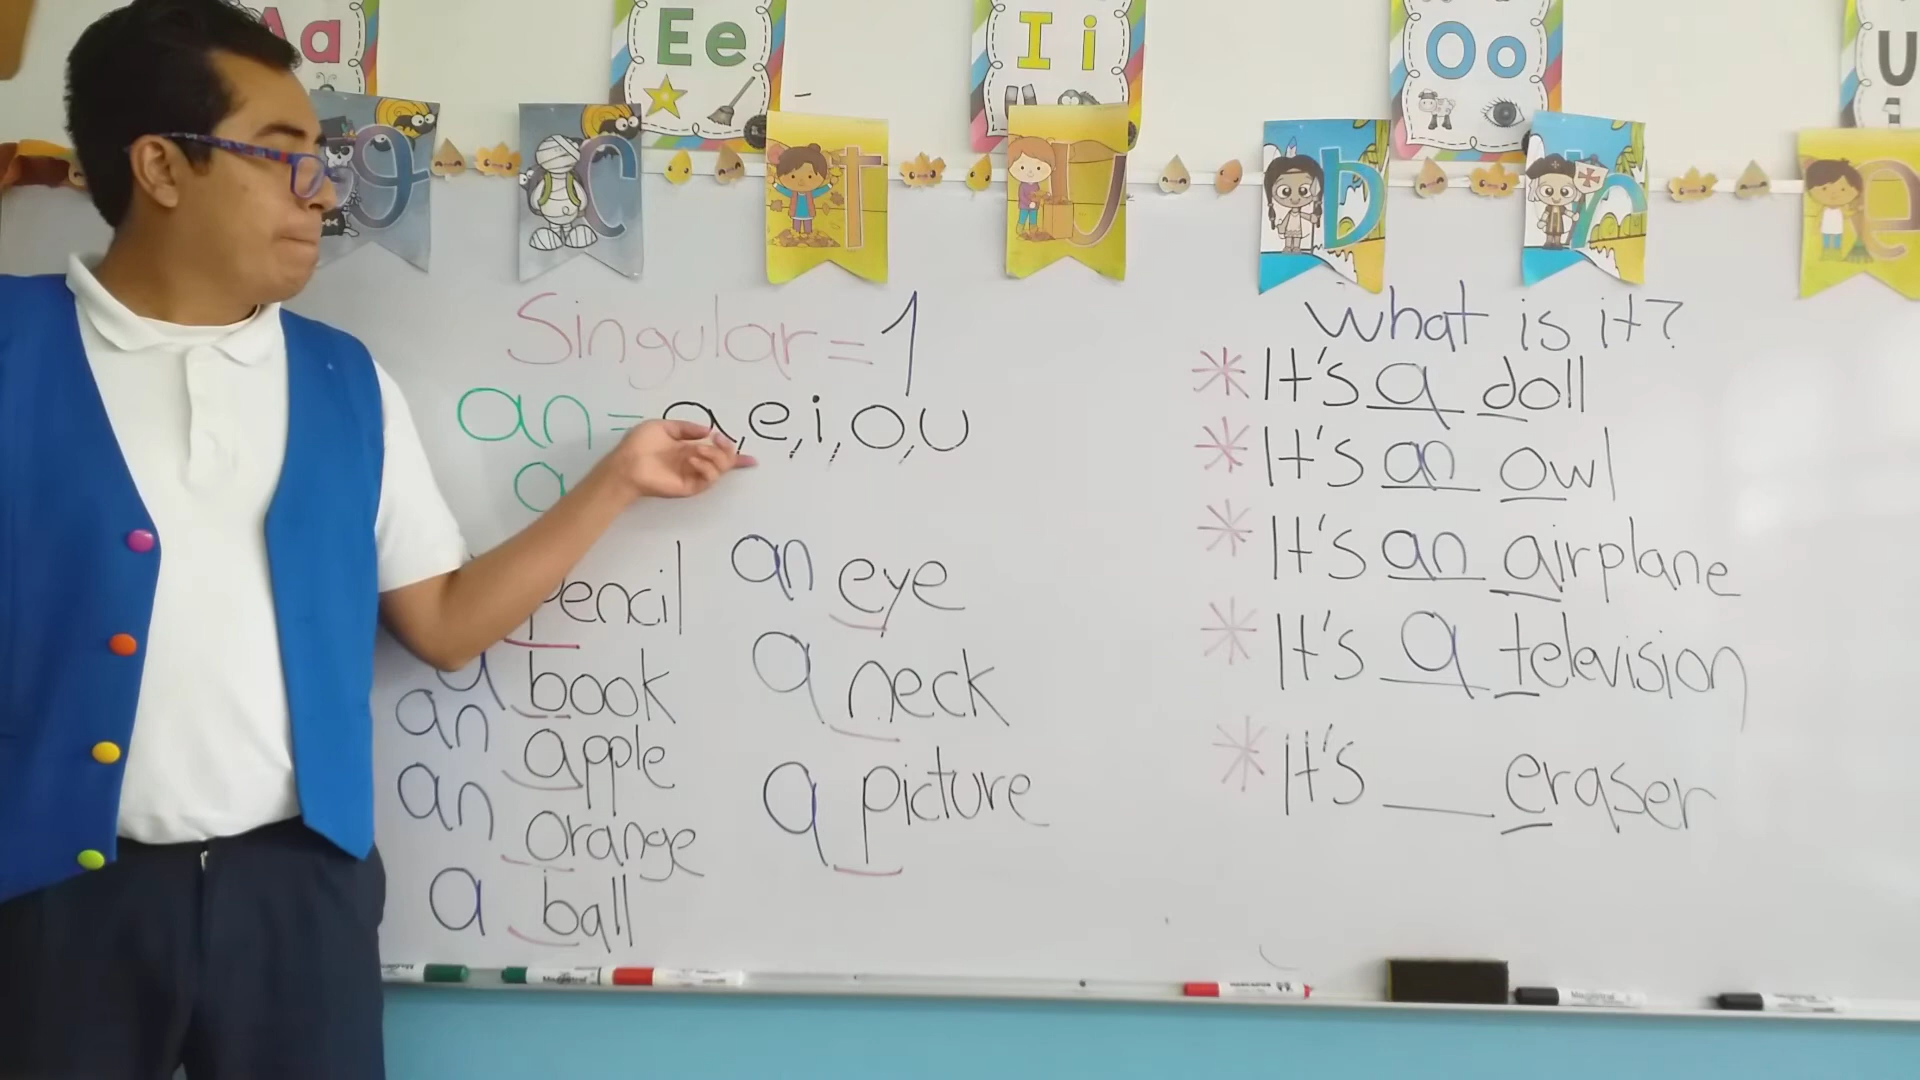 Aa
Ee
Ii
Oo
U
O
C
T
U
B
r
e
Singular = 1
an = a, e, i, o, u
a
pencil
a book
an apple
an orange
a ball
an eye
a neck
a picture
What is it?
* It's a doll
* It's an owl
* It's an airplane
* It's a television
* It's ___ eraser